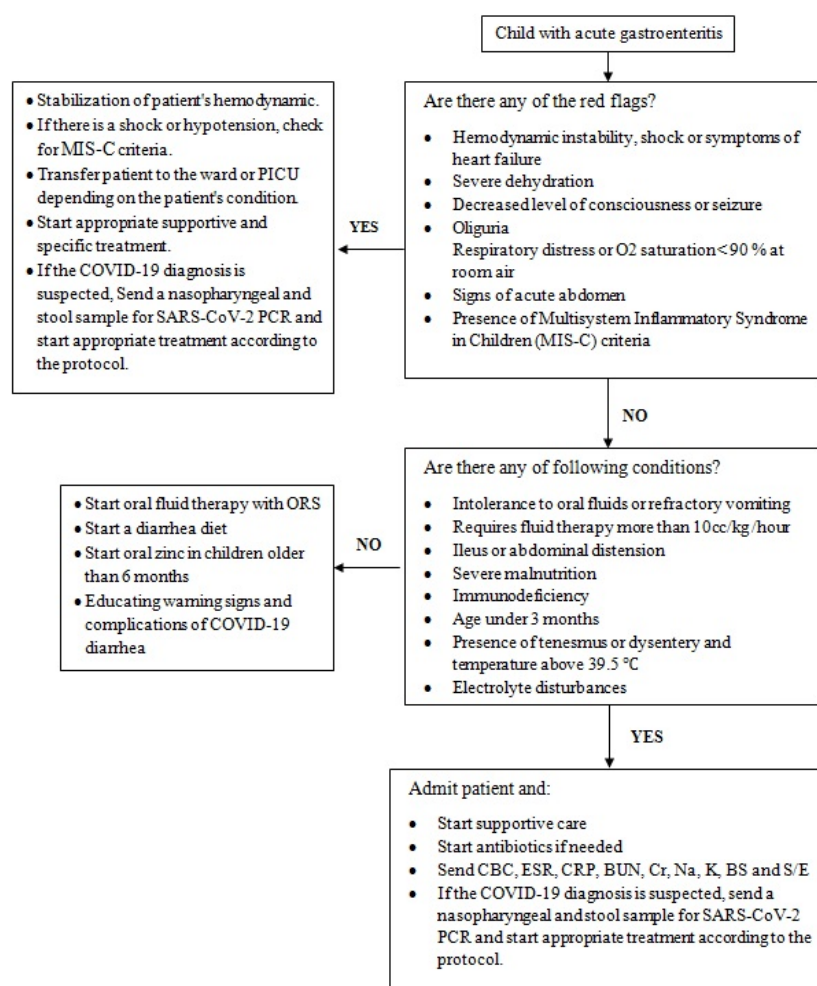 Child with acute gastroenteritis
Are there any of the red flags?
• Hemodynamic instability, shock or symptoms of
heart failure
• Severe dehydration
• Decreased level of consciousness or seizure
• Oliguria
Respiratory distress or O2 saturation<90 % at
room air
• Signs of acute abdomen
• Presence of Multisystem Inflammatory Syndrome
in Children (MIS-C) criteria
YES
• Stabilization of patient's hemodynamic.
• If there is a shock or hypotension, check
for MIS-C criteria.
• Transfer patient to the ward or PICU
depending on the patient's condition.
• Start appropriate supportive and
specific treatment.
• If the COVID-19 diagnosis is
suspected, Send a nasopharyngeal and
stool sample for SARS-CoV-2 PCR and
start appropriate treatment according to
the protocol.
NO
Are there any of following conditions?
• Intolerance to oral fluids or refractory vomiting
• Requires fluid therapy more than 10cc/kg/hour
• Ileus or abdominal distension
• Severe malnutrition
• Immunodeficiency
• Age under 3 months
• Presence of tenesmus or dysentery and
temperature above 39.5 ℃
• Electrolyte disturbances
NO
• Start oral fluid therapy with ORS
• Start a diarrhea diet
• Start oral zinc in children older
than 6 months
• Educating warning signs and
complications of COVID-19
diarrhea
YES
Admit patient and:
• Start supportive care
• Start antibiotics if needed
• Send CBC, ESR, CRP, BUN, Cr, Na, K, BS and S/E
• If the COVID-19 diagnosis is suspected, send a
nasopharyngeal and stool sample for SARS-CoV-2
PCR and start appropriate treatment according to the
protocol.